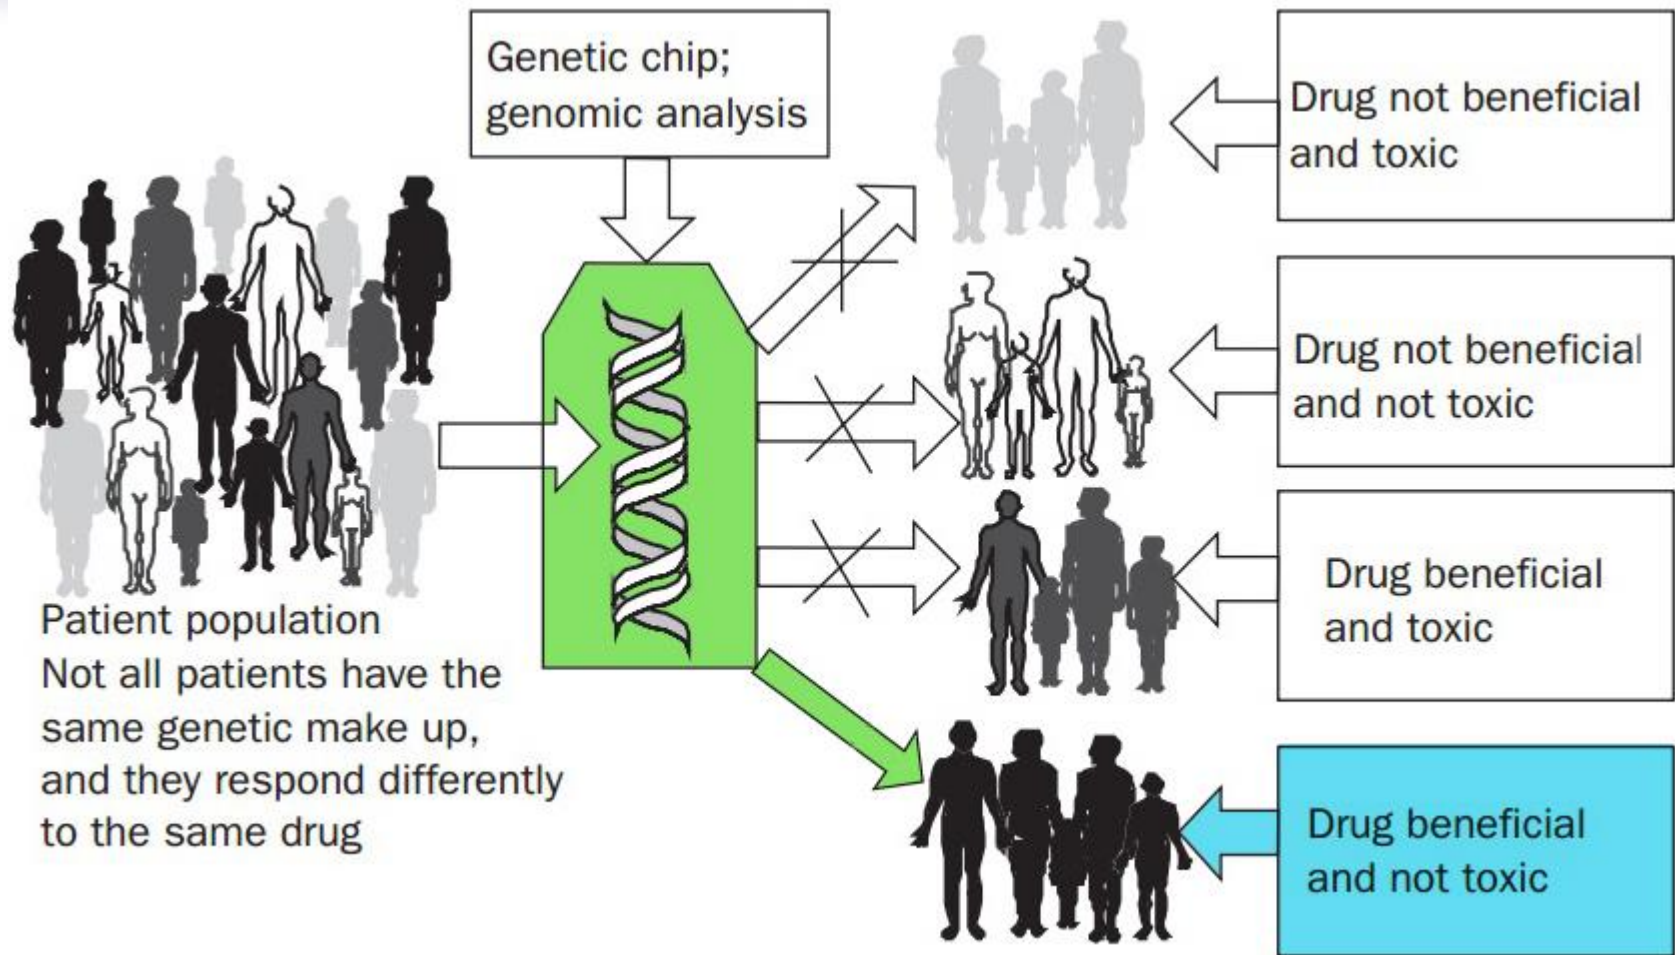 Genetic chip;
genomic analysis
Patient population
Not all patients have the
same genetic make up,
and they respond differently
to the same drug
Drug not beneficial
and toxic
Drug not beneficial
and not toxic
Drug beneficial
and toxic
Drug beneficial
and not toxic